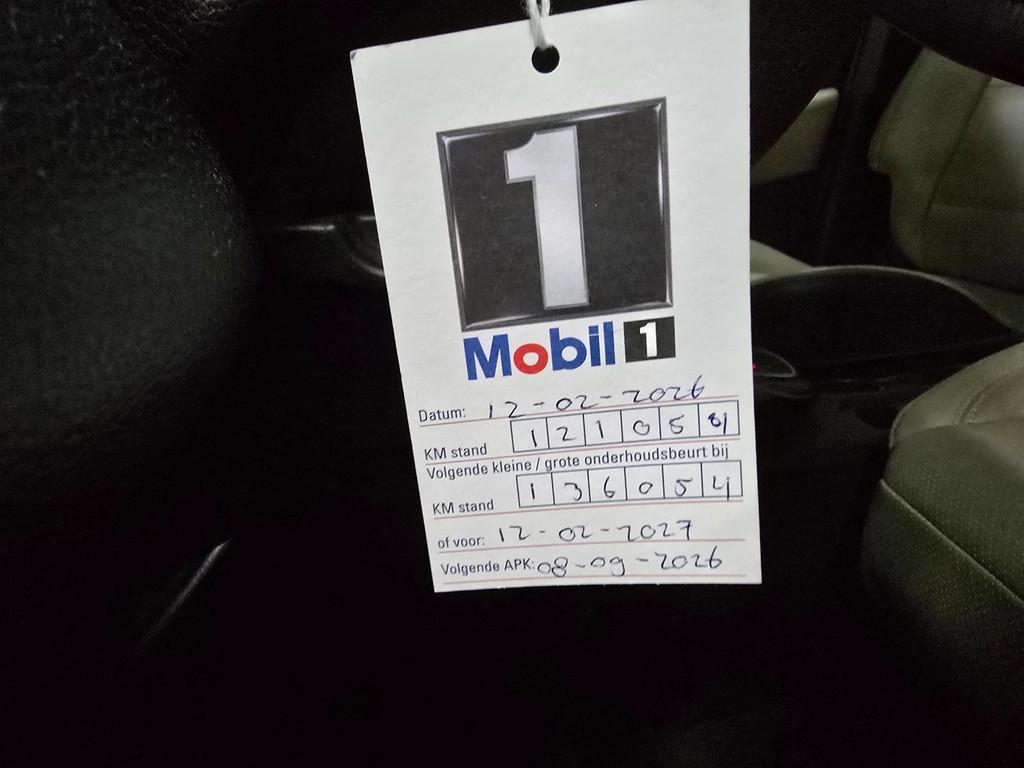 1
Mobil 1
Datum: 12-02-2026
KM stand 12105
Volgende kleine / grote onderhoudsbeurt bij
KM stand 136054
of voor: 12-02-2027
Volgende APK: 08-09-2026